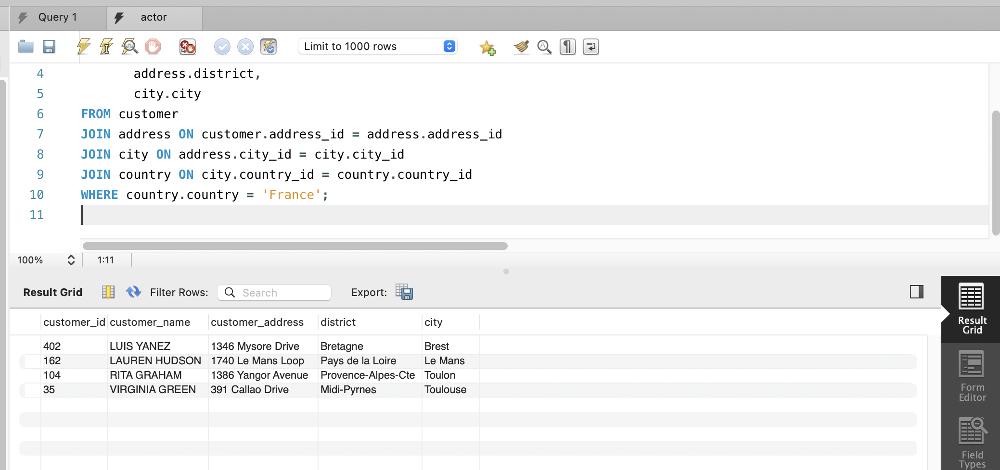 Query 1 actor
Limit to 1000 rows
4 address.district,
5 city.city
6 FROM customer
7 JOIN address ON customer.address_id = address.address_id
8 JOIN city ON address.city_id = city.city_id
9 JOIN country ON city.country_id = country.country_id
10 WHERE country.country = 'France';
11
100% 1:11
Result Grid Filter Rows: Search Export:
customer_id customer_name customer_address district city
402 LUIS YANEZ 1346 Mysore Drive Bretagne Brest
162 LAUREN HUDSON 1740 Le Mans Loop Pays de la Loire Le Mans
104 RITA GRAHAM 1386 Yangor Avenue Provence-Alpes-Cte Toulon
35 VIRGINIA GREEN 391 Callao Drive Midi-Pyrnes Toulouse
Result
Grid
Form
Editor
Field
Types